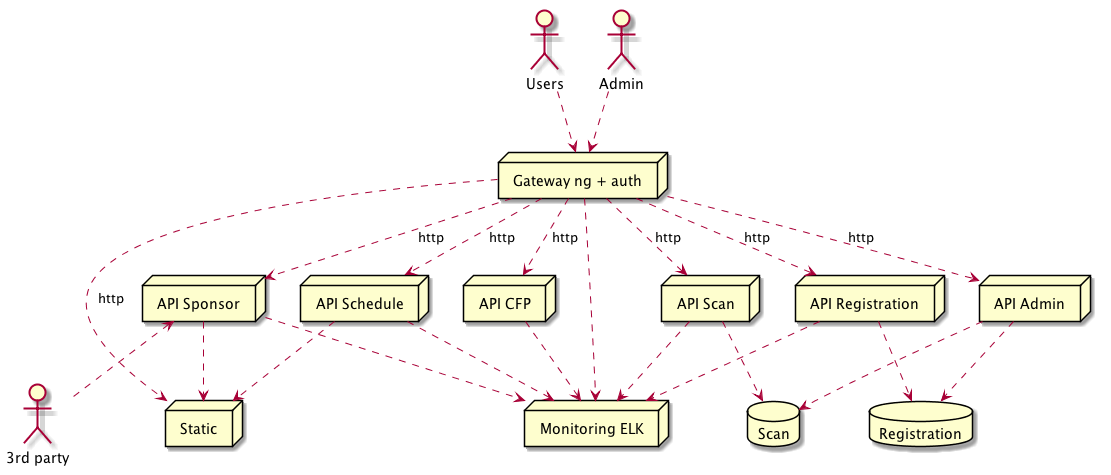 Users
Admin
Gateway ng + auth
http
http
http
http
http
http
http
API Sponsor
API Schedule
API CFP
API Scan
API Registration
API Admin
3rd party
Static
Monitoring ELK
Scan
Registration